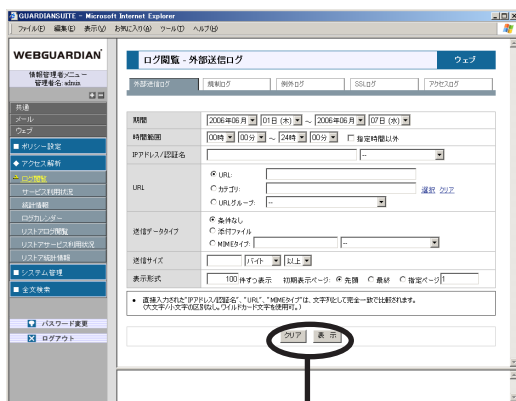 GUARDIANSUITE - Microsoft Internet Explorer
ファイル(F) 編集(E) 表示(V) お気に入り(A) ツール(T) ヘルプ(H)
WEBGUARDIAN
情報管理者メニュー
管理者名:admin
共通
メール
ウェブ
■ ポリシー設定
◆ アクセス解析
ログ閲覧
サービス利用状況
統計情報
ログカレンダー
リストアログ閲覧
リストアサービス利用状況
リストア統計情報
■ システム管理
■ 全文検索
パスワード変更
ログアウト
ログ閲覧 - 外部送信ログ ウェブ
外部送信ログ 規制ログ 例外ログ SSLログ アクセスログ
期間 2006年06月 01日 (木) ~ 2006年06月 07日 (水)
時間範囲 00時 00分 ~ 24時 00分 指定時間以外
IPアドレス/認証名 --
URL URL:
カテゴリ: 選択 クリア
URLグループ: --
送信データタイプ 条件なし
添付ファイル
MIMEタイプ: --
送信サイズ バイト 以上
表示形式 100 件ずつ表示 初期表示ページ: 先頭 最終 指定ページ 1
• 直接入力された"IPアドレス/認証名"、"URL"、"MIMEタイプ"は、文字列として完全一致で比較されます。
(大文字/小文字の区別なし。ワイルドカード文字を使用可。)
クリア 表 示